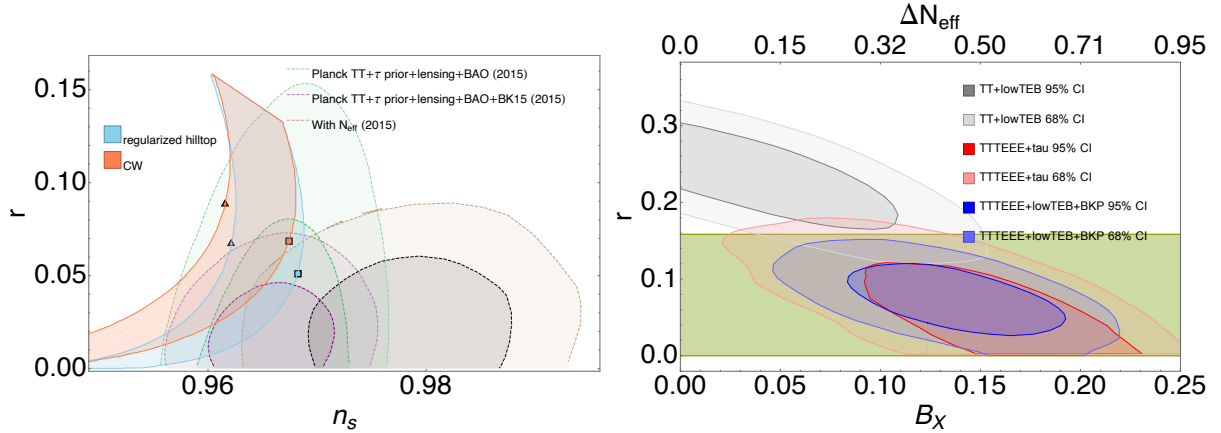 Planck TT+τ prior+lensing+BAO (2015)
Planck TT+τ prior+lensing+BAO+BK15 (2015)
With Neff (2015)
regularized hilltop
CW
r
0.15
0.10
0.05
0.00
0.96
0.98
ns
ΔNeff
0.0
0.15
0.32
0.50
0.71
0.95
TT+lowTEB 95% CI
TT+lowTEB 68% CI
TTTEEE+tau 95% CI
TTTEEE+tau 68% CI
TTTEEE+lowTEB+BKP 95% CI
TTTEEE+lowTEB+BKP 68% CI
r
0.3
0.2
0.1
0.0
0.00
0.05
0.10
0.15
0.20
0.25
BX